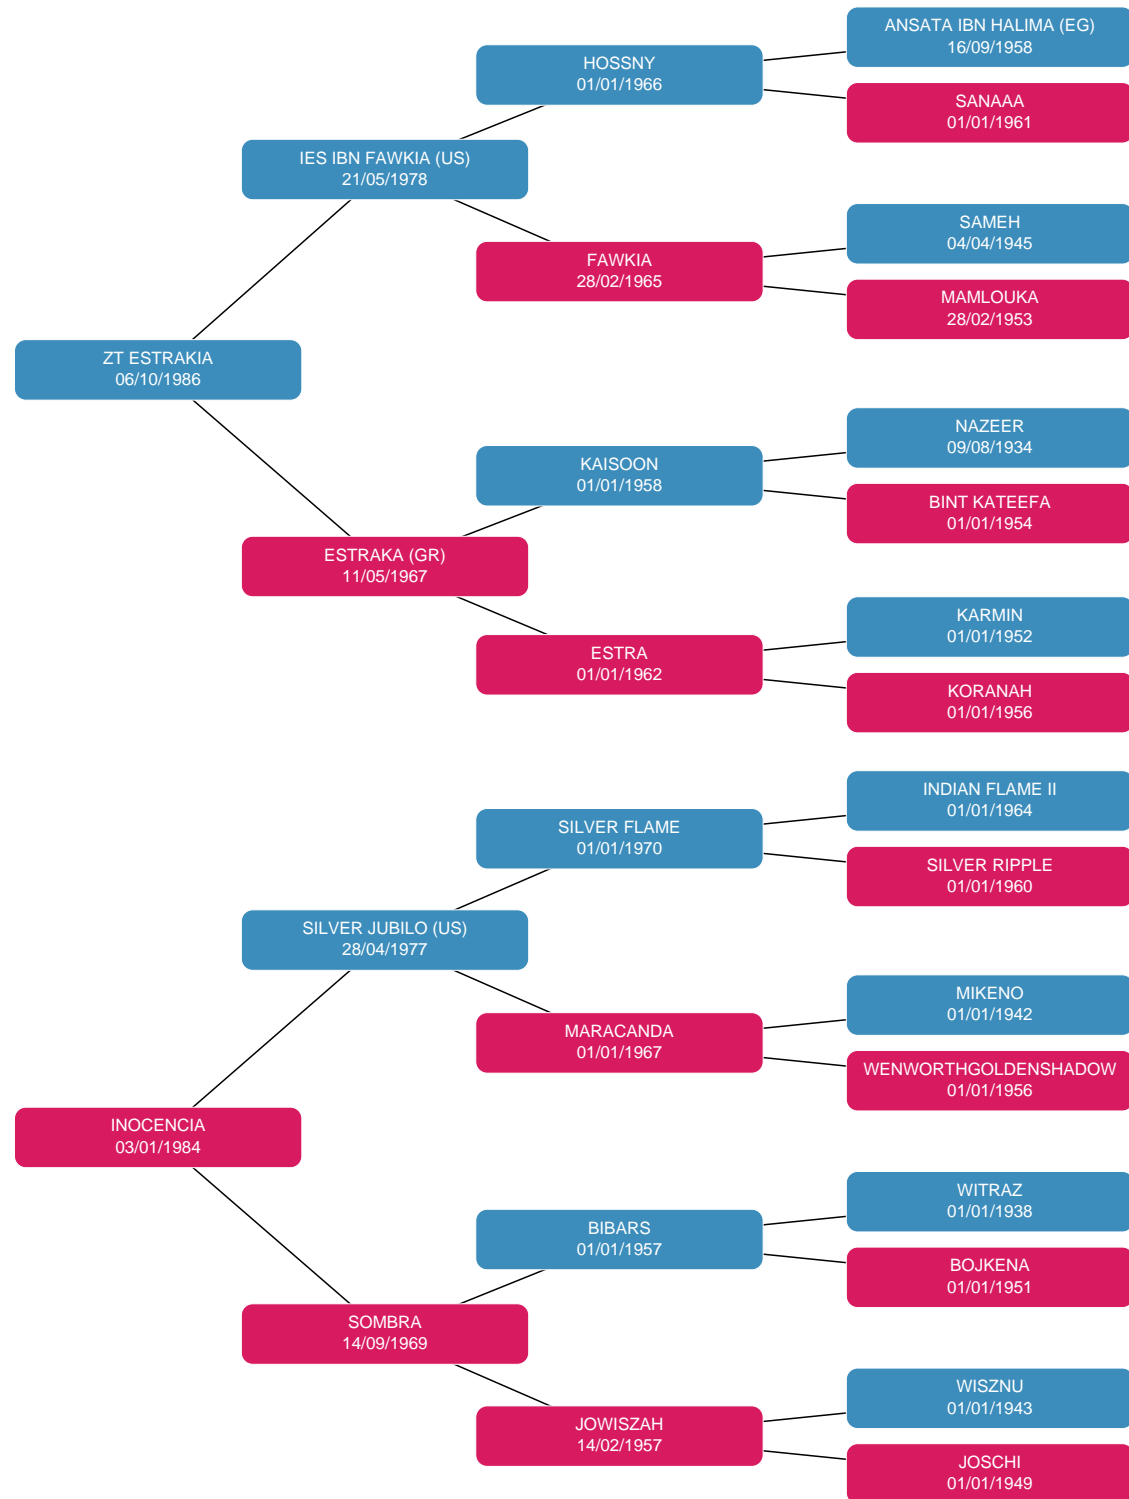 ANSATA IBN HALIMA (EG)
16/09/1958
HOSSNY
01/01/1966
SANAAA
01/01/1961
IES IBN FAWKIA (US)
21/05/1978
SAMEH
04/04/1945
FAWKIA
28/02/1965
MAMLOUKA
28/02/1953
ZT ESTRAKIA
06/10/1986
NAZEER
09/08/1934
KAISOON
01/01/1958
BINT KATEEFA
01/01/1954
ESTRAKA (GR)
11/05/1967
KARMIN
01/01/1952
ESTRA
01/01/1962
KORANAH
01/01/1956
INDIAN FLAME II
01/01/1964
SILVER FLAME
01/01/1970
SILVER RIPPLE
01/01/1960
SILVER JUBILO (US)
28/04/1977
MIKENO
01/01/1942
MARACANDA
01/01/1967
WENWORTHGOLDENSHADOW
01/01/1956
INOCENCIA
03/01/1984
WITRAZ
01/01/1938
BIBARS
01/01/1957
BOJKENA
01/01/1951
SOMBRA
14/09/1969
WISZNU
01/01/1943
JOWISZAH
14/02/1957
JOSCHI
01/01/1949